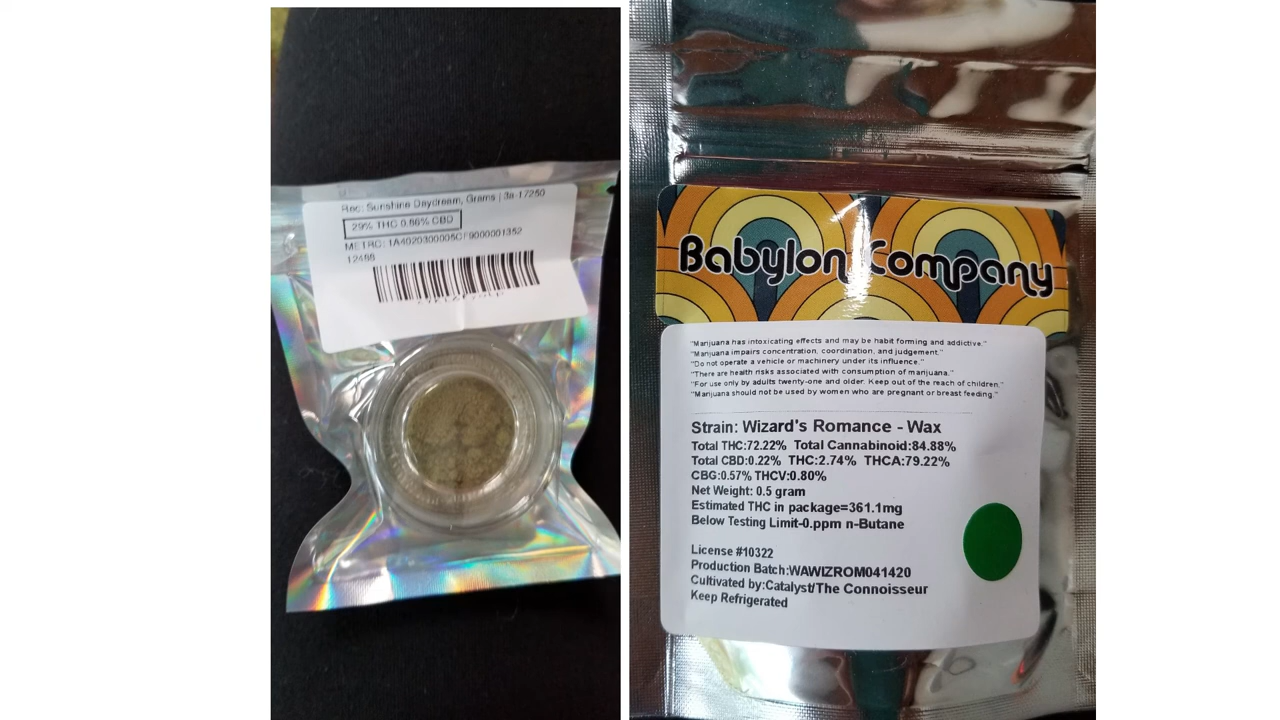 Rec: Sunshine Daydream, Grams | 3a 17250
29% THC 0.86% CBD
METRC: 1A4020300005CF9000001352
12488
Babylon Company
"Marijuana has intoxicating effects and may be habit forming and addictive."
"Marijuana impairs concentration, coordination, and judgement."
"Do not operate a vehicle or machinery under its influence."
"There are health risks associated with consumption of marijuana."
"For use only by adults twenty-one and older. Keep out of the reach of children."
"Marijuana should not be used by women who are pregnant or breast feeding."
Strain: Wizard's Romance - Wax
Total THC:72.22% Total Cannabinoid:84.88%
Total CBD:0.22% THC:2.74% THCA:79.22%
CBG:0.57% THCV:0.80%
Net Weight: 0.5 gram
Estimated THC in package=361.1mg
Below Testing Limit-0.ppm n-Butane
License #10322
Production Batch:WAWIZROM041420
Cultivated by:Catalyst/The Connoisseur
Keep Refrigerated